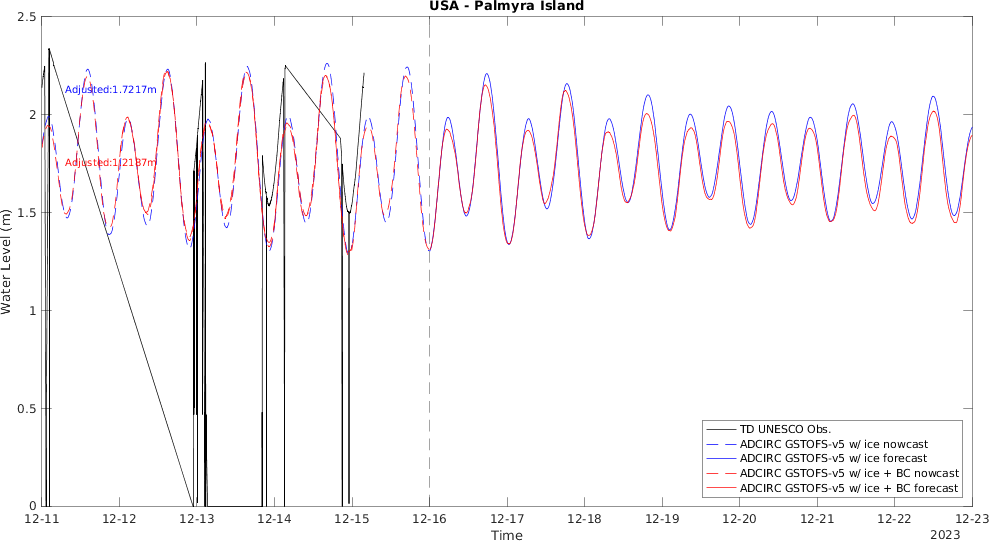 USA - Palmyra Island
2.5
2
1.5
1
0.5
0
Water Level (m)
Adjusted:1.7217m
Adjusted:1.2187m
TD UNESCO Obs.
ADCIRC GSTOFS-v5 w/ ice nowcast
ADCIRC GSTOFS-v5 w/ ice forecast
ADCIRC GSTOFS-v5 w/ ice + BC nowcast
ADCIRC GSTOFS-v5 w/ ice + BC forecast
12-11 12-12 12-13 12-14 12-15 12-16 12-17 12-18 12-19 12-20 12-21 12-22 12-23
Time
2023